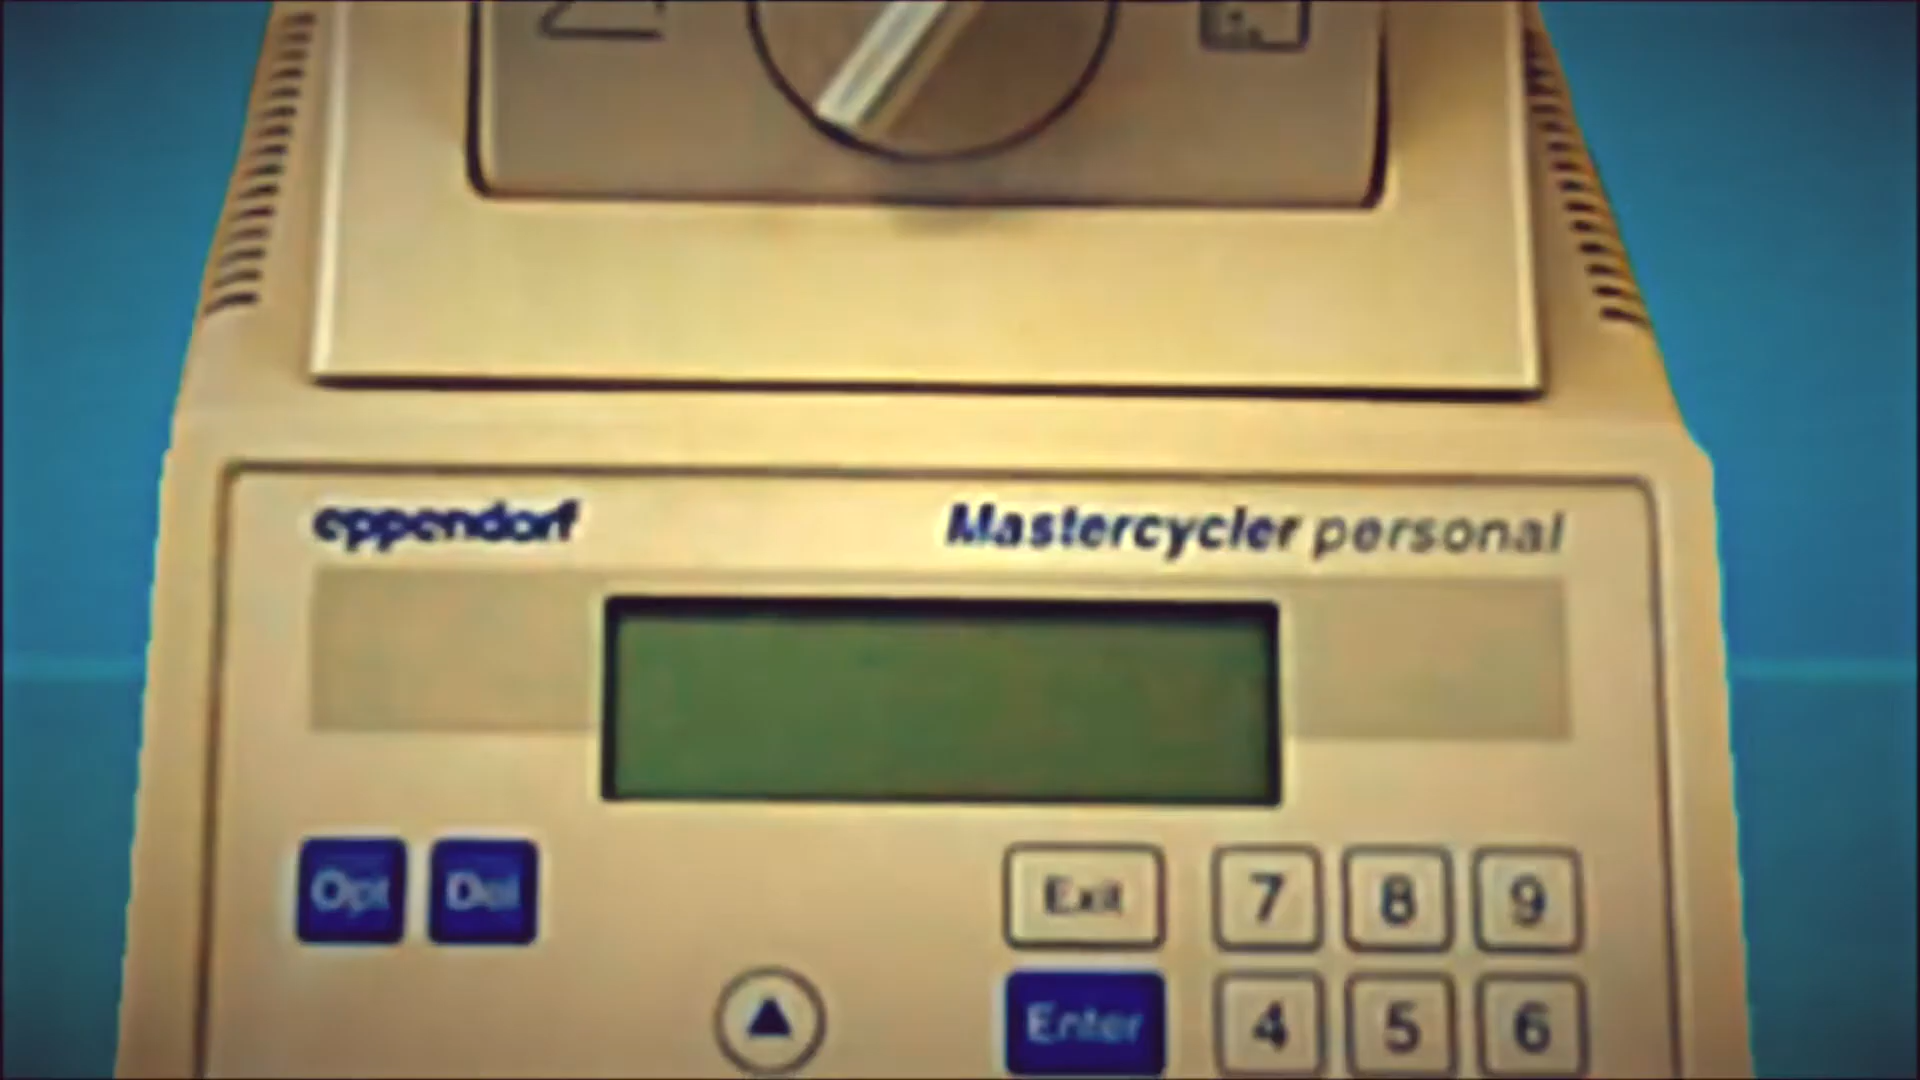 eppendorf
Mastercycler personal
Opt Del Exit 7 8 9
Enter 4 5 6